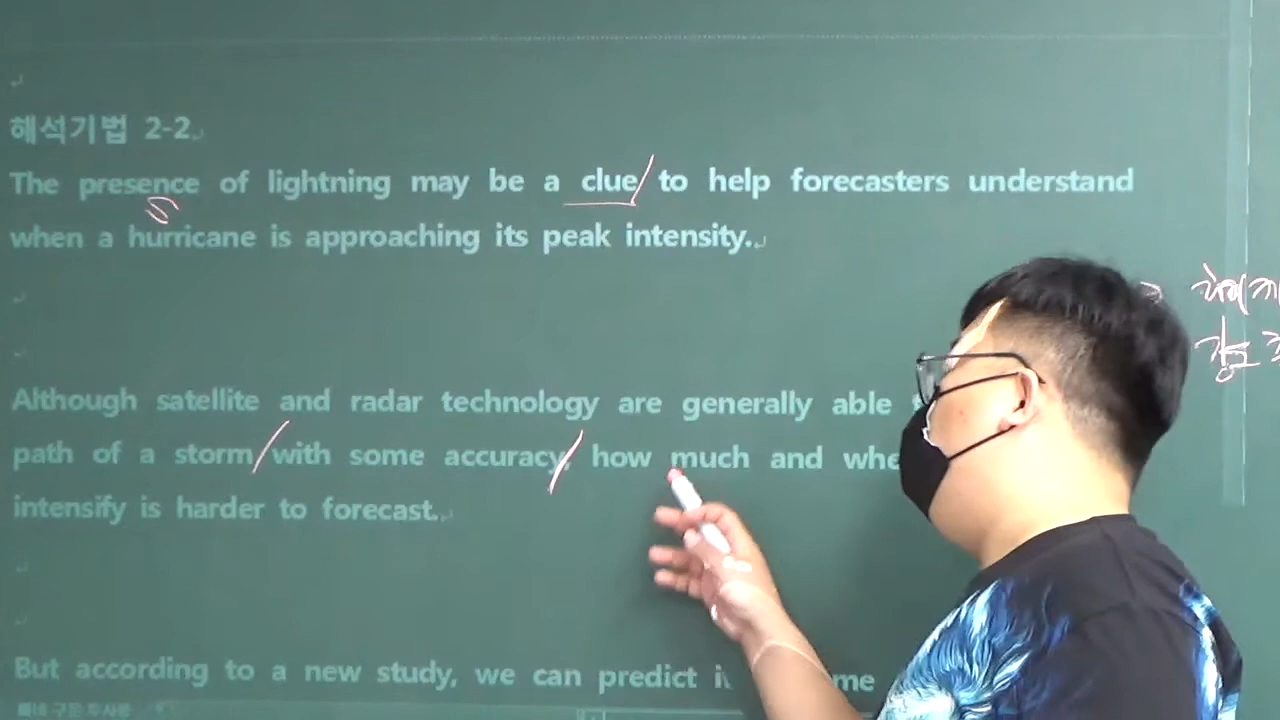 해석기법 2-2
The presence of lightning may be a clue to help forecasters understand
S
when a hurricane is approaching its peak intensity.
Although satellite and radar technology are generally able
path of a storm with some accuracy, how much and
intensify is harder to forecast.
But according to a new study, we can predict